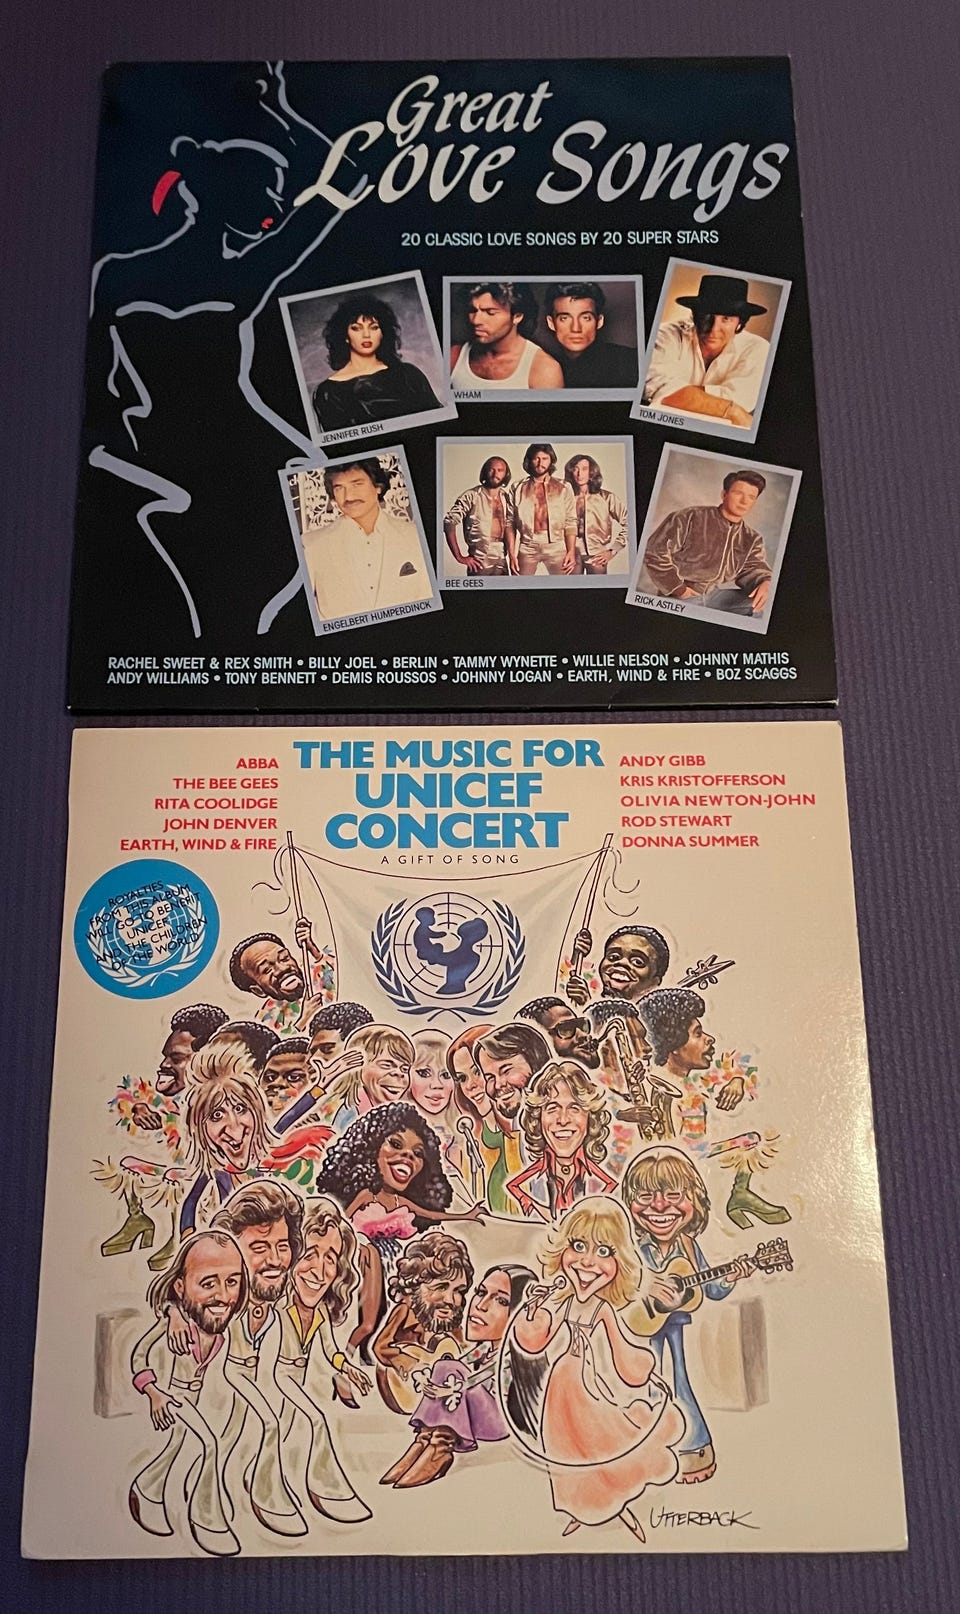 Great
Love Songs
20 CLASSIC LOVE SONGS BY 20 SUPER STARS
JENNIFER RUSH
WHAM
TOM JONES
ENGELBERT HUMPERDINCK
BEE GEES
RICK ASTLEY
RACHEL SWEET & REX SMITH • BILLY JOEL • BERLIN • TAMMY WYNETTE • WILLIE NELSON • JOHNNY MATHIS
ANDY WILLIAMS • TONY BENNETT • DEMIS ROUSSOS • JOHNNY LOGAN • EARTH, WIND & FIRE • BOZ SCAGGS
THE MUSIC FOR
UNICEF
CONCERT
A GIFT OF SONG
ABBA
THE BEE GEES
RITA COOLIDGE
JOHN DENVER
EARTH, WIND & FIRE
ANDY GIBB
KRIS KRISTOFFERSON
OLIVIA NEWTON-JOHN
ROD STEWART
DONNA SUMMER
ROYALTIES
FROM THIS ALBUM
WILL GO TO BENEFIT
UNICEF
AND THE CHILDREN
OF THE WORLD
UTTERBACK